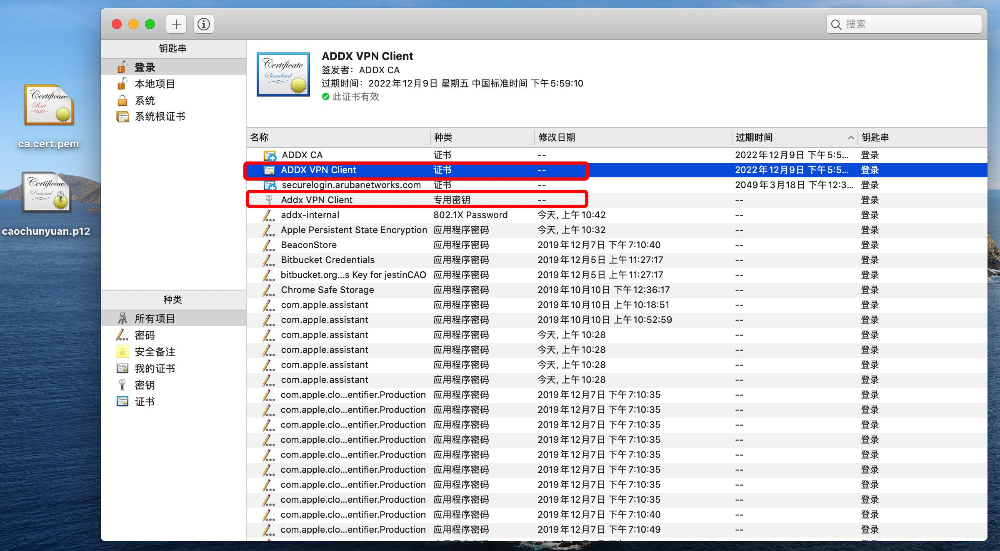 搜索
钥匙串
登录
本地项目
系统
系统根证书
Certificate
Standard
ADDX VPN Client
签发者： ADDX CA
过期时间： 2022年12月9日 星期五 中国标准时间 下午5:59:10
此证书有效
Certificate
Root
ca.cert.pem
Certificate
Personal
caochunyuan.p12
名称 种类 修改日期 过期时间 钥匙串
ADDX CA 证书 -- 2022年12月9日 下午5:5... 登录
ADDX VPN Client 证书 -- 2022年12月9日 下午5:5... 登录
securelogin.arubanetworks.com 证书 -- 2049年3月18日 下午12:3... 登录
Addx VPN Client 专用密钥 -- -- 登录
addx-internal 802.1X Password 今天, 上午10:42 -- 登录
Apple Persistent State Encryption 应用程序密码 今天, 上午10:32 -- 登录
BeaconStore 应用程序密码 2019年12月7日 下午7:10:40 -- 登录
Bitbucket Credentials 应用程序密码 2019年12月5日 上午11:27:17 -- 登录
bitbucket.org...s Key for jestinCAO 应用程序密码 2019年12月5日 上午11:27:17 -- 登录
Chrome Safe Storage 应用程序密码 2019年10月10日 下午12:36:17 -- 登录
com.apple.assistant 应用程序密码 2019年10月10日 上午10:18:51 -- 登录
com.apple.assistant 应用程序密码 2019年10月10日 上午10:52:59 -- 登录
com.apple.assistant 应用程序密码 今天, 上午10:28 -- 登录
com.apple.assistant 应用程序密码 今天, 上午10:28 -- 登录
com.apple.assistant 应用程序密码 今天, 上午10:28 -- 登录
com.apple.assistant 应用程序密码 今天, 上午10:28 -- 登录
com.apple.clo...entifier.Production 应用程序密码 2019年12月7日 下午7:10:35 -- 登录
com.apple.clo...entifier.Production 应用程序密码 2019年12月7日 下午7:10:35 -- 登录
com.apple.clo...entifier.Production 应用程序密码 2019年12月7日 下午7:10:35 -- 登录
com.apple.clo...entifier.Production 应用程序密码 2019年12月7日 下午7:10:35 -- 登录
com.apple.clo...entifier.Production 应用程序密码 2019年12月7日 下午7:10:35 -- 登录
com.apple.clo...entifier.Production 应用程序密码 2019年12月7日 下午7:10:35 -- 登录
com.apple.clo...entifier.Production 应用程序密码 2019年12月7日 下午7:10:35 -- 登录
com.apple.clo...entifier.Production 应用程序密码 2019年12月7日 下午7:10:35 -- 登录
com.apple.clo...entifier.Production 应用程序密码 2019年12月7日 下午7:10:40 -- 登录
com.apple.clo...entifier.Production 应用程序密码 2019年12月7日 下午7:10:49 -- 登录
种类
所有项目
密码
安全备注
我的证书
密钥
证书